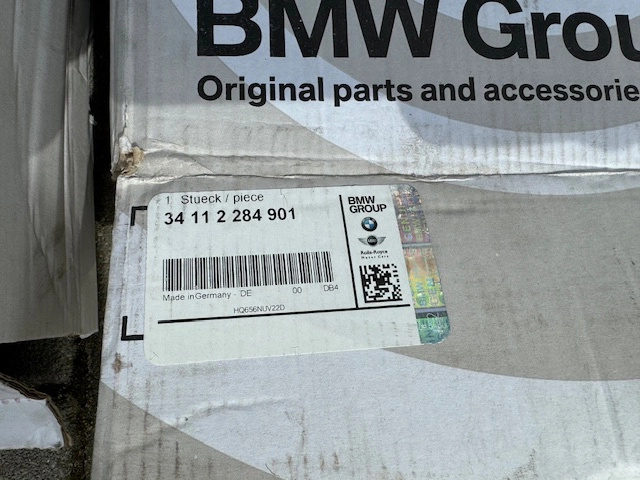 BMW Grou
Original parts and accessorie
1 Stueck / piece
34 11 2 284 901
BMW
GROUP
Rolls-Royce
Motor Cars
Made in Germany - DE 00 DB4
HQ656NUV22D